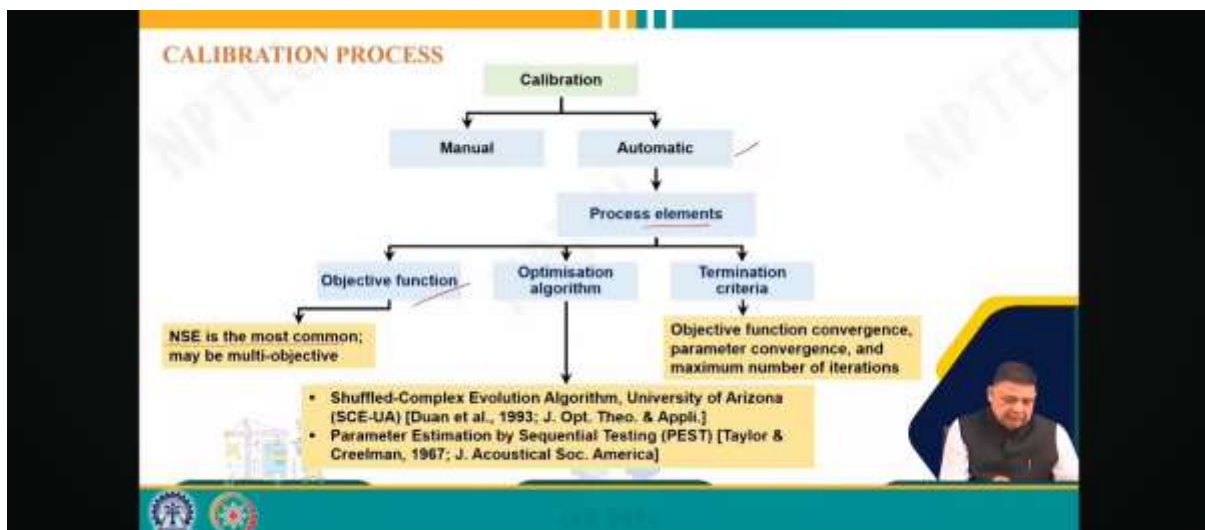 CALIBRATION PROCESS
Calibration
Manual
Automatic
Process elements
Objective function
Optimisation
algorithm
Termination
criteria
NSE is the most common;
may be multi-objective
Objective function convergence,
parameter convergence, and
maximum number of iterations
▪ Shuffled-Complex Evolution Algorithm, University of Arizona
(SCE-UA) [Duan et al., 1993; J. Opt. Theo. & Appli.]
▪ Parameter Estimation by Sequential Testing (PEST) [Taylor &
Creelman, 1967; J. Acoustical Soc. America]
NPTEL
NPTEL